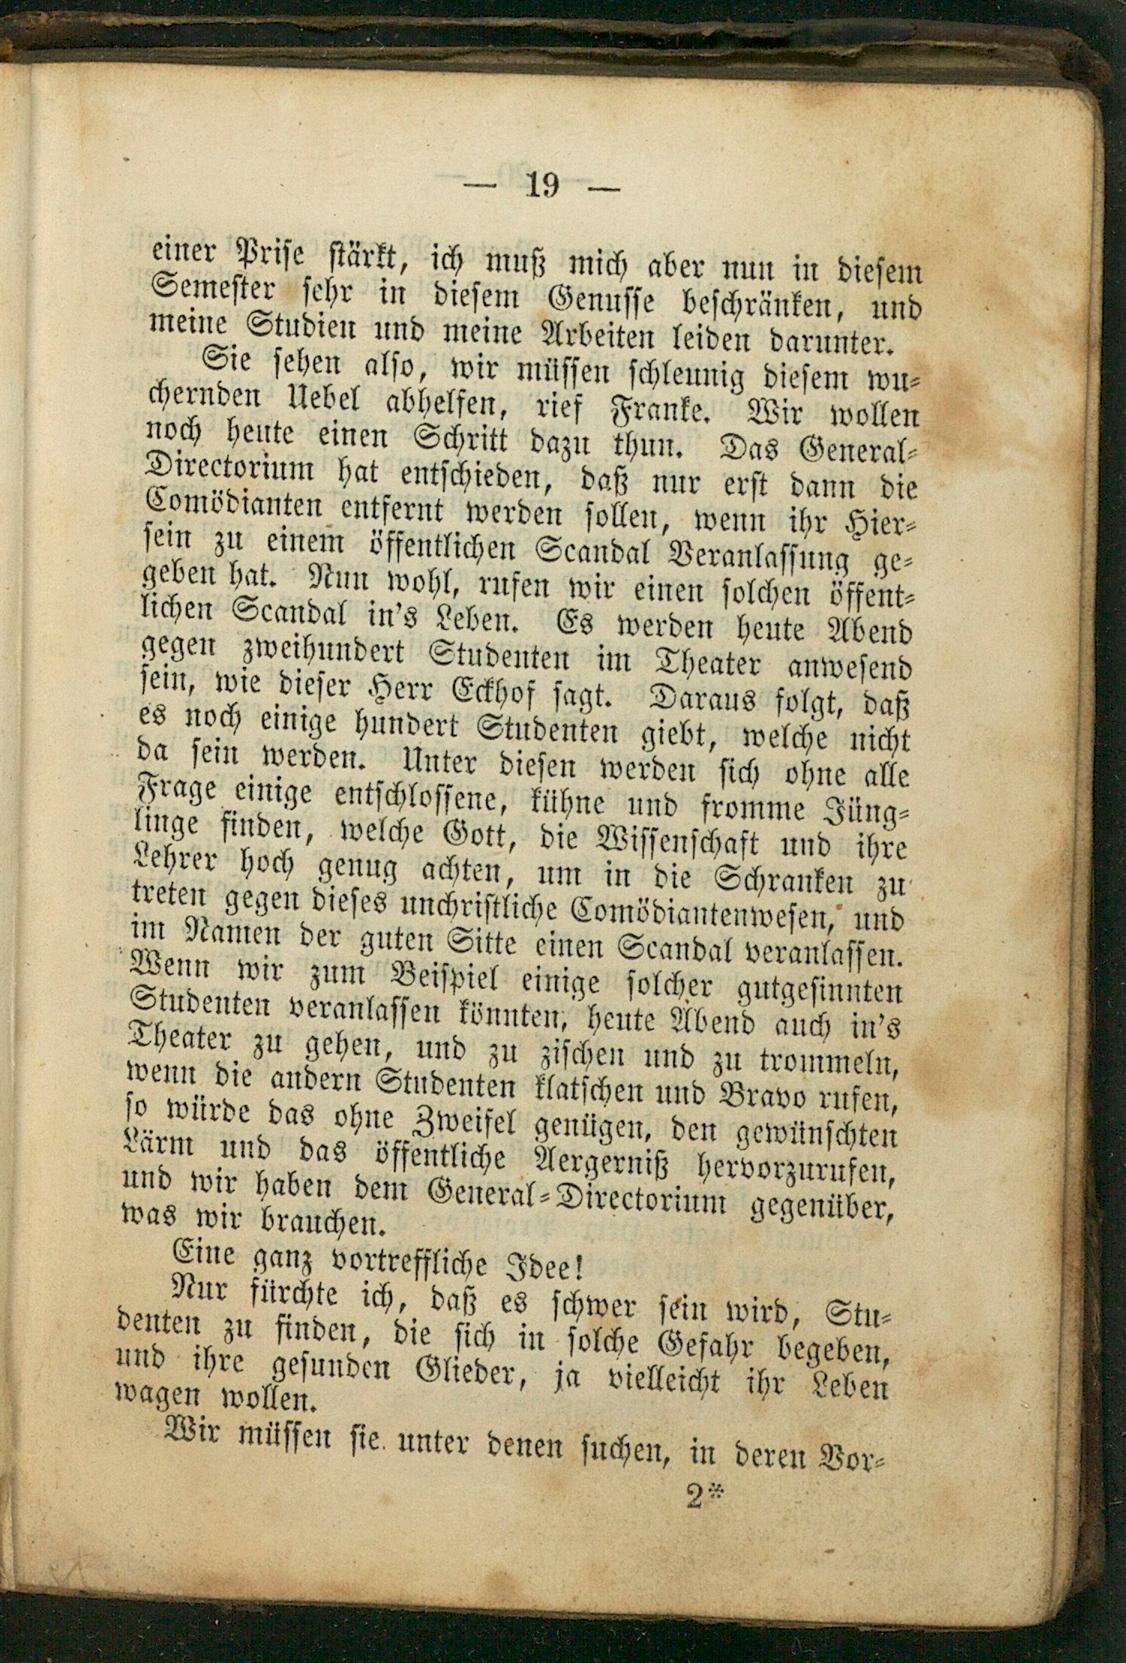 — 19 —
einer Prise stärkt, ich muß mich aber nun in diesem
Semester sehr in diesem Genusse beschränken, und
meine Studien und meine Arbeiten leiden darunter.
Sie sehen also, wir müssen schleunig diesem wu-
chernden Uebel abhelfen, rief Franke. Wir wollen
noch heute einen Schritt dazu thun. Das General-
Directorium hat entschieden, daß nur erst dann die
Comödianten entfernt werden sollen, wenn ihr Hier-
sein zu einem öffentlichen Scandal Veranlassung ge-
geben hat. Nun wohl, rufen wir einen solchen öffent-
lichen Scandal in's Leben. Es werden heute Abend
gegen zweihundert Studenten im Theater anwesend
sein, wie dieser Herr Eckhof sagt. Daraus folgt, daß
es noch einige hundert Studenten giebt, welche nicht
da sein werden. Unter diesen werden sich ohne alle
Frage einige entschlossene, kühne und fromme Jüng-
linge finden, welche Gott, die Wissenschaft und ihre
Lehrer hoch genug achten, um in die Schranken zu
treten gegen dieses unchristliche Comödiantenwesen, und
im Namen der guten Sitte einen Scandal veranlassen.
Wenn wir zum Beispiel einige solcher gutgesinnten
Studenten veranlassen könnten, heute Abend auch in's
Theater zu gehen, und zu zischen und zu trommeln,
wenn die andern Studenten klatschen und Bravo rufen,
so würde das ohne Zweifel genügen, den gewünschten
Lärm und das öffentliche Aergerniß hervorzurufen,
und wir haben dem General-Directorium gegenüber,
was wir brauchen.
Eine ganz vortreffliche Idee!
Nur fürchte ich, daß es schwer sein wird, Stu-
denten zu finden, die sich in solche Gefahr begeben,
und ihre gesunden Glieder, ja vielleicht ihr Leben
wagen wollen.
Wir müssen sie unter denen suchen, in deren Vor-
2*